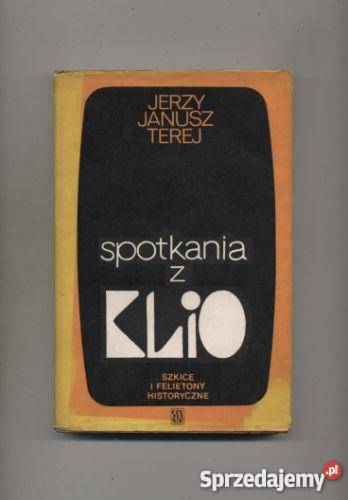 JERZY
JANUSZ
TEREJ
spotkania
z
KLiO
SZKICE
I FELIETONY
HISTORYCZNE
Sprzedajemy.pl